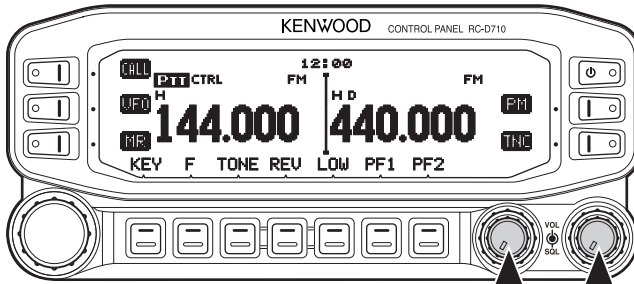 KENWOOD CONTROL PANEL RC-D710
CALL 12:00
PTT CTRL FM FM
VFO H H D PM
144.000 440.000
MR TNC
KEY F TONE REV LOW PF1 PF2
VOL
SQL